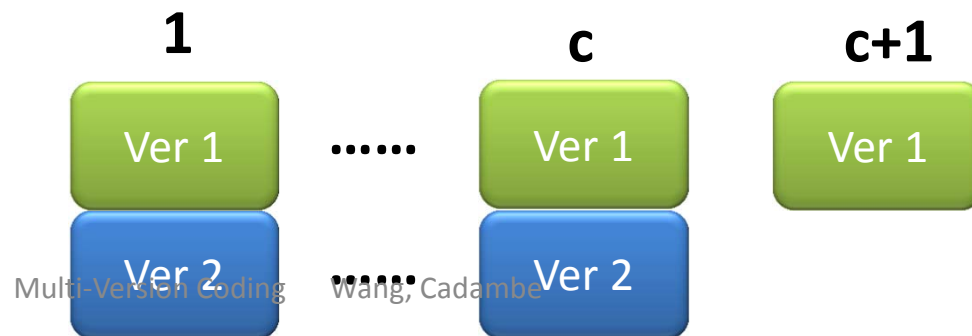 1 c c+1
Ver 1 ...... Ver 1 Ver 1
Ver 2 ...... Ver 2
Multi-Version Coding Wang, Cadambe